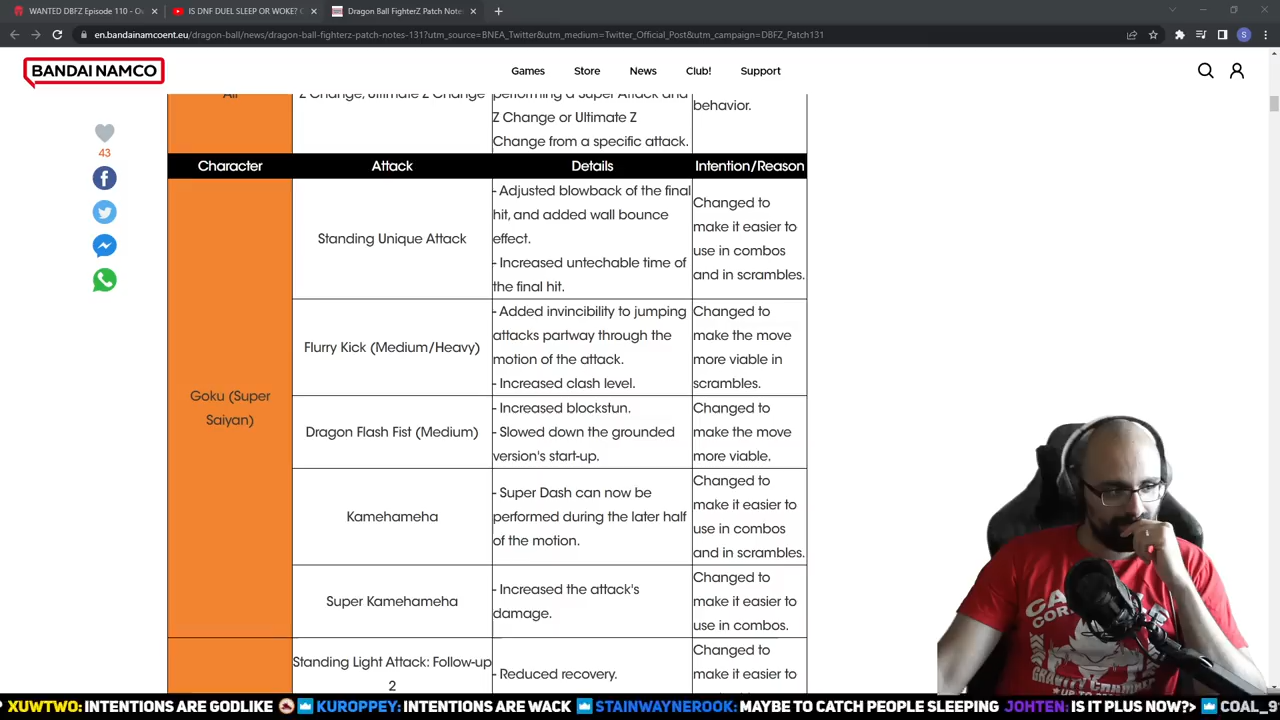 WANTED DBFZ Episode 110 - Ov
IS DNF DUEL SLEEP OR WOKE? C
Dragon Ball FighterZ Patch Note
en.bandainamcoent.eu/dragon-ball/news/dragon-ball-fighterz-patch-notes-131?utm_source=BNEA_Twitter&utm_medium=Twitter_Official_Post&utm_campaign=DBFZ_Patch131
S
BANDAI NAMCO
Games Store News Club! Support
43
All
Z Change, Ultimate Z Change
performing a Super Attack and
Z Change or Ultimate Z
Change from a specific attack.
behavior.
Character Attack Details Intention/Reason
Goku (Super
Saiyan)
Standing Unique Attack
- Adjusted blowback of the final
hit, and added wall bounce
effect.
- Increased untechable time of
the final hit.
Changed to
make it easier to
use in combos
and in scrambles.
Flurry Kick (Medium/Heavy)
- Added invincibility to jumping
attacks partway through the
motion of the attack.
- Increased clash level.
Changed to
make the move
more viable in
scrambles.
Dragon Flash Fist (Medium)
- Increased blockstun.
- Slowed down the grounded
version's start-up.
Changed to
make the move
more viable.
Kamehameha
- Super Dash can now be
performed during the later half
of the motion.
Changed to
make it easier to
use in combos
and in scrambles.
Super Kamehameha
- Increased the attack's
damage.
Changed to
make it easier to
use in combos.
Standing Light Attack: Follow-up
2
- Reduced recovery.
Changed to
make it easier to
GRAVITY CHAMBER
P XUWTWO: INTENTIONS ARE GODLIKE KUROPPEY: INTENTIONS ARE WACK STAINWAYNEROOK: MAYBE TO CATCH PEOPLE SLEEPING JOHTEN: IS IT PLUS NOW?> COAL_9